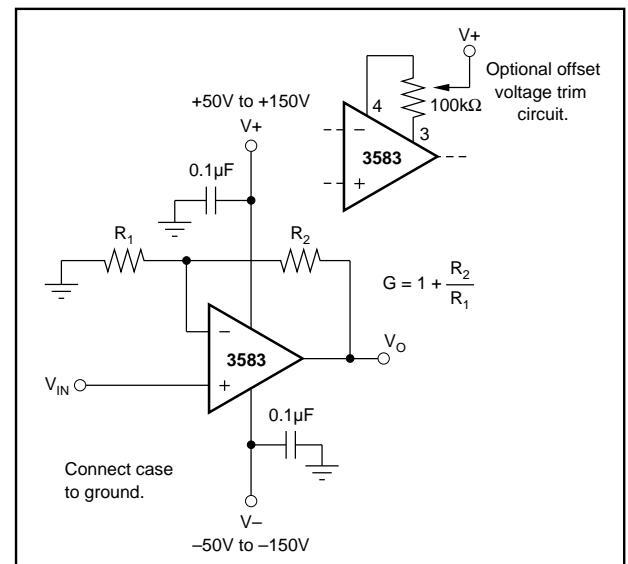 +50V to +150V
V+
0.1µF
R1
R2
–
3583
+
VIN
VO
0.1µF
V–
–50V to –150V
Connect case
to ground.
G = 1 + R2
R1
V+
Optional offset
voltage trim
circuit.
100kΩ
4
3
–
3583
+